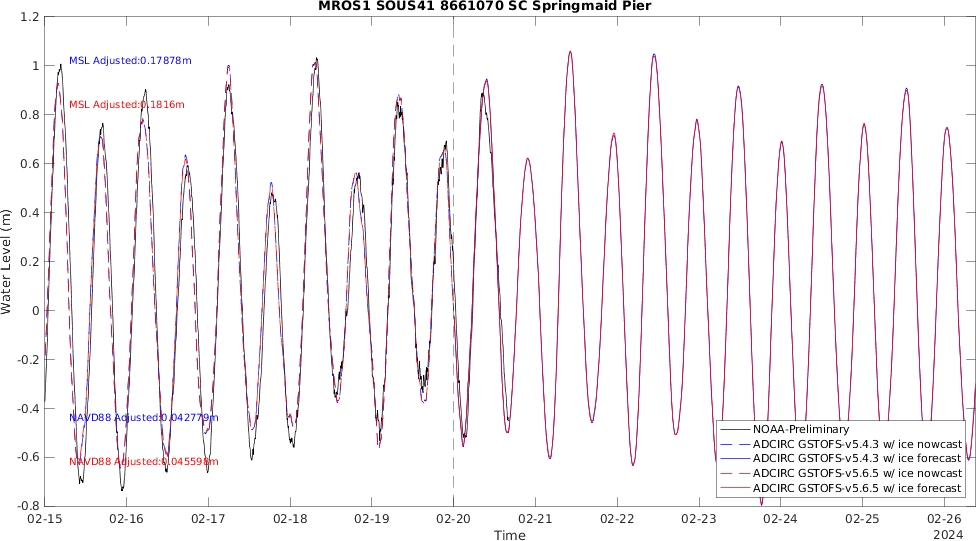 MROS1 SOUS41 8661070 SC Springmaid Pier
1.2
1
0.8
0.6
0.4
0.2
0
-0.2
-0.4
-0.6
-0.8
Water Level (m)
MSL Adjusted:0.17878m
MSL Adjusted:0.1816m
NAVD88 Adjusted:0.042779m
NAVD88 Adjusted:0.045598m
NOAA-Preliminary
ADCIRC GSTOFS-v5.4.3 w/ ice nowcast
ADCIRC GSTOFS-v5.4.3 w/ ice forecast
ADCIRC GSTOFS-v5.6.5 w/ ice nowcast
ADCIRC GSTOFS-v5.6.5 w/ ice forecast
02-15 02-16 02-17 02-18 02-19 02-20 02-21 02-22 02-23 02-24 02-25 02-26
Time 2024